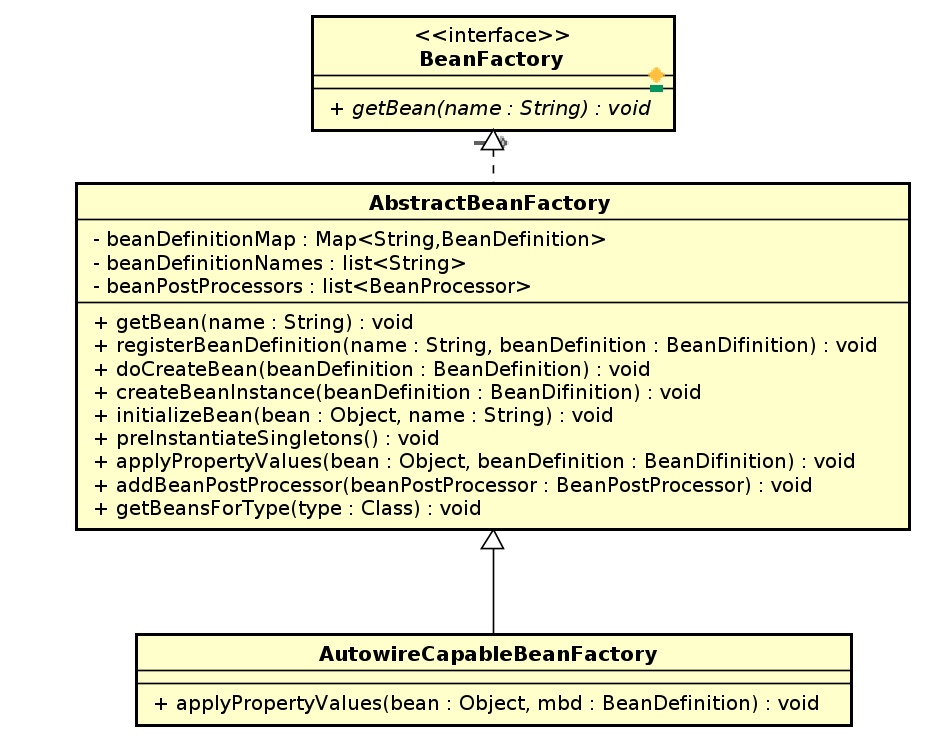 <<interface>>
BeanFactory
+ getBean(name : String) : void
AbstractBeanFactory
- beanDefinitionMap : Map<String,BeanDefinition>
- beanDefinitionNames : list<String>
- beanPostProcessors : list<BeanProcessor>
+ getBean(name : String) : void
+ registerBeanDefinition(name : String, beanDefinition : BeanDifinition) : void
+ doCreateBean(beanDefinition : BeanDefinition) : void
+ createBeanInstance(beanDefinition : BeanDifinition) : void
+ initializeBean(bean : Object, name : String) : void
+ preInstantiateSingletons() : void
+ applyPropertyValues(bean : Object, beanDefinition : BeanDifinition) : void
+ addBeanPostProcessor(beanPostProcessor : BeanPostProcessor) : void
+ getBeansForType(type : Class) : void
AutowireCapableBeanFactory
+ applyPropertyValues(bean : Object, mbd : BeanDefinition) : void